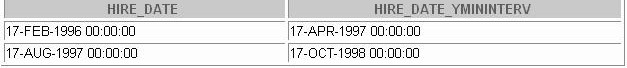 HIRE_DATE HIRE_DATE_YMININTERV
17-FEB-1996 00:00:00 17-APR-1997 00:00:00
17-AUG-1997 00:00:00 17-OCT-1998 00:00:00